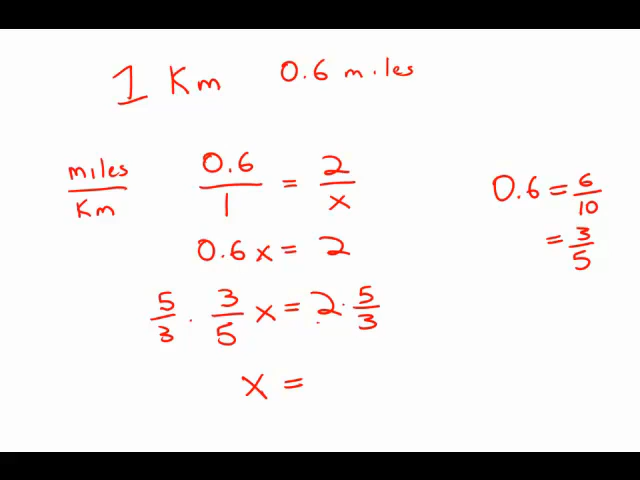 1 Km 0.6 miles
miles/Km 0.6/1 = 2/x
0.6 = 6/10
= 3/5
0.6x = 2
5/3 · 3/5 x = 2 · 5/3
x =